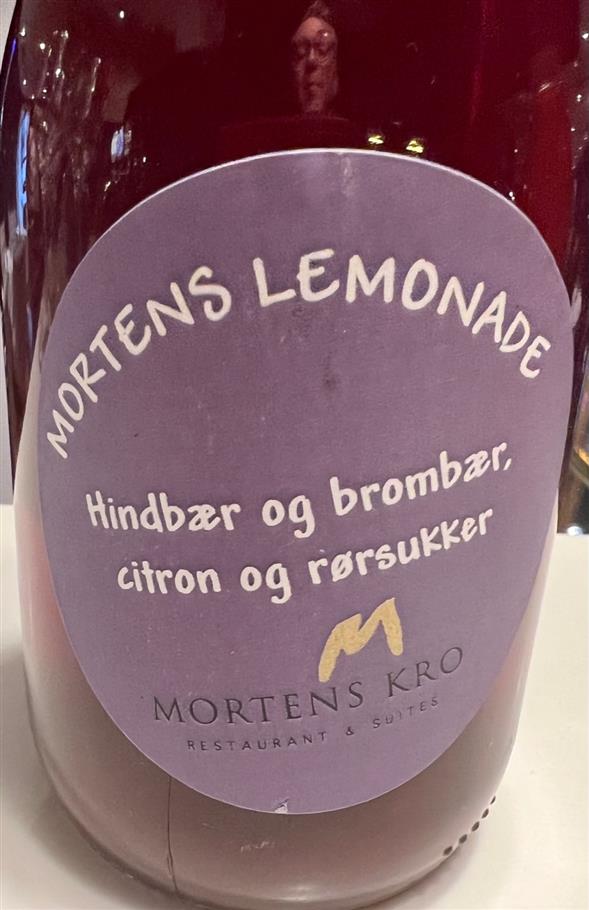 MORTENS LEMONADE
Hindbær og brombær,
citron og rørsukker
M
MORTENS KRO
RESTAURANT & SUITES